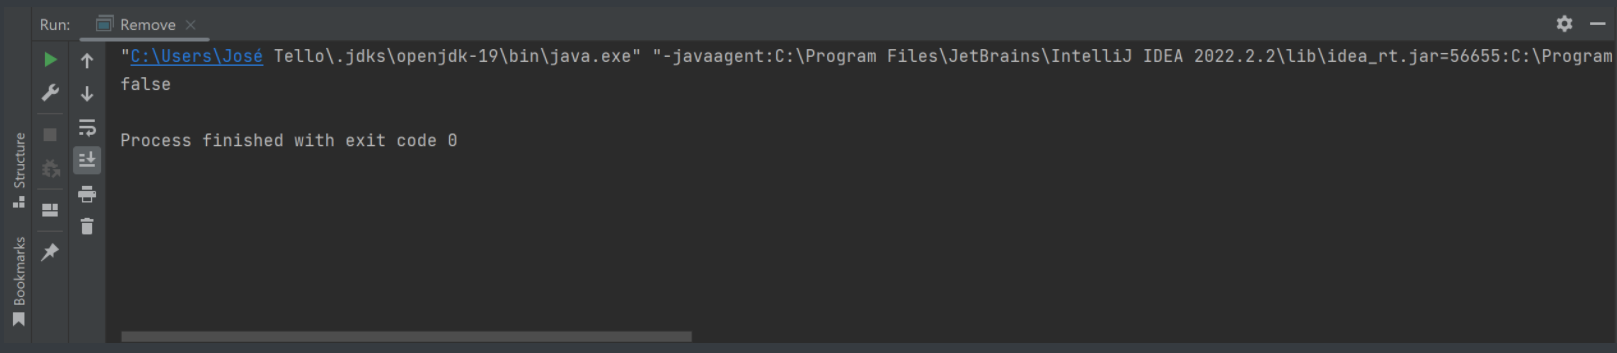 Run: Remove
"C:\Users\José Tello\.jdks\openjdk-19\bin\java.exe" "-javaagent:C:\Program Files\JetBrains\IntelliJ IDEA 2022.2.2\lib\idea_rt.jar=56655:C:\Program
false
Process finished with exit code 0
Structure
Bookmarks